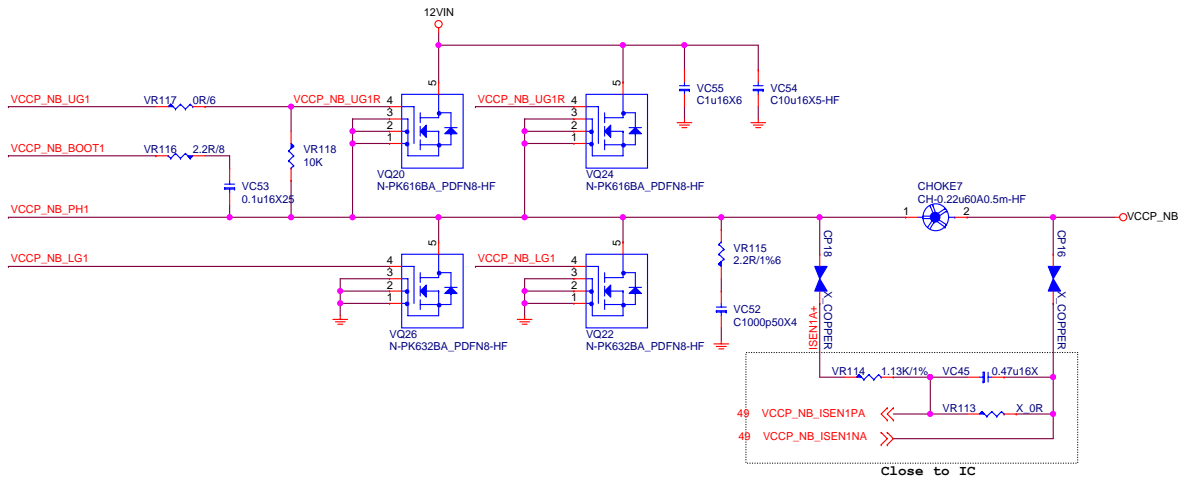 12VIN
VCCP_NB_UG1
VR117
0R/6
VCCP_NB_UG1R
VCCP_NB_UG1R
5
4
3
2
1
5
4
3
2
1
VC55
C1u16X6
VC54
C10u16X5-HF
VCCP_NB_BOOT1
VR116
2.2R/8
VR118
10K
VQ20
N-PK616BA_PDFN8-HF
VQ24
N-PK616BA_PDFN8-HF
VC53
0.1u16X25
CHOKE7
CH-0.22u60A0.5m-HF
VCCP_NB_PH1
1
2
VCCP_NB
VCCP_NB_LG1
VCCP_NB_LG1
5
4
3
2
1
5
4
3
2
1
VR115
2.2R/1%6
CP18
X_COPPER
CP16
X_COPPER
VC52
C1000p50X4
ISEN1A+
VQ26
N-PK632BA_PDFN8-HF
VQ22
N-PK632BA_PDFN8-HF
VR114
1.13K/1%
VC45
0.47u16X
49 VCCP_NB_ISEN1PA
VR113
X_0R
49 VCCP_NB_ISEN1NA
Close to IC